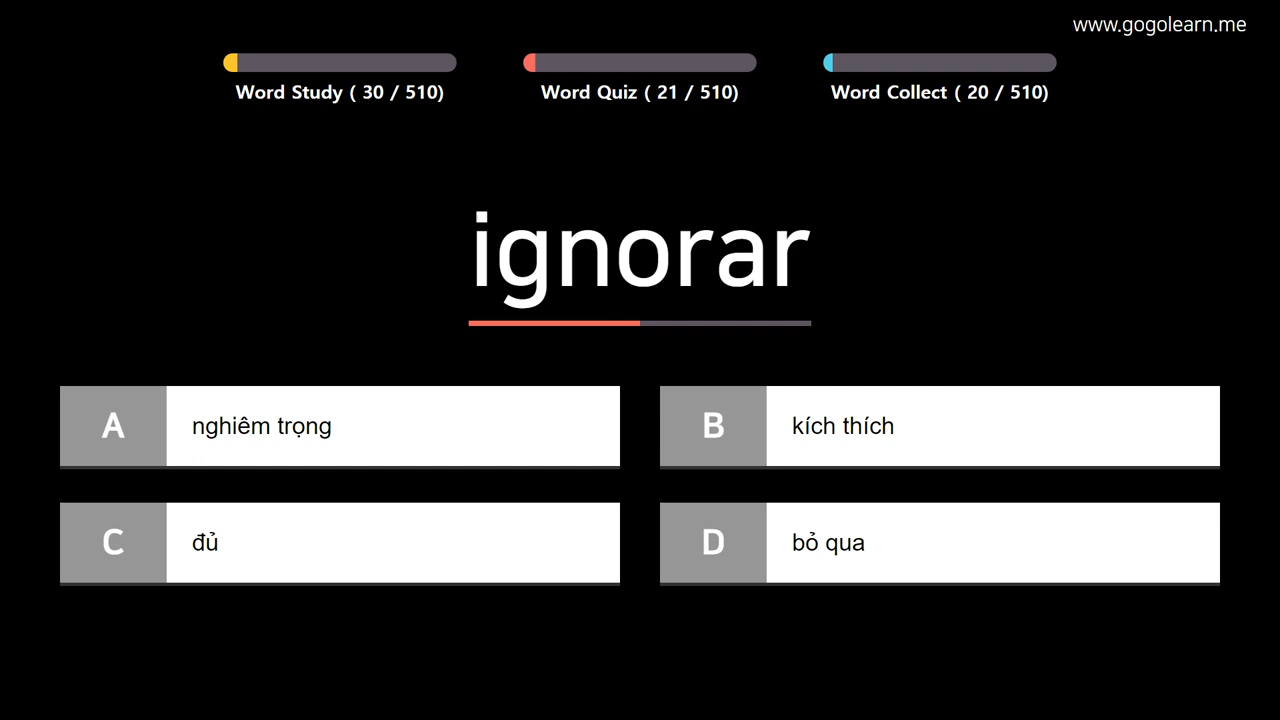 www.gogolearn.me
Word Study ( 30 / 510)
Word Quiz ( 21 / 510)
Word Collect ( 20 / 510)
ignorar
A nghiêm trọng
B kích thích
C đủ
D bỏ qua